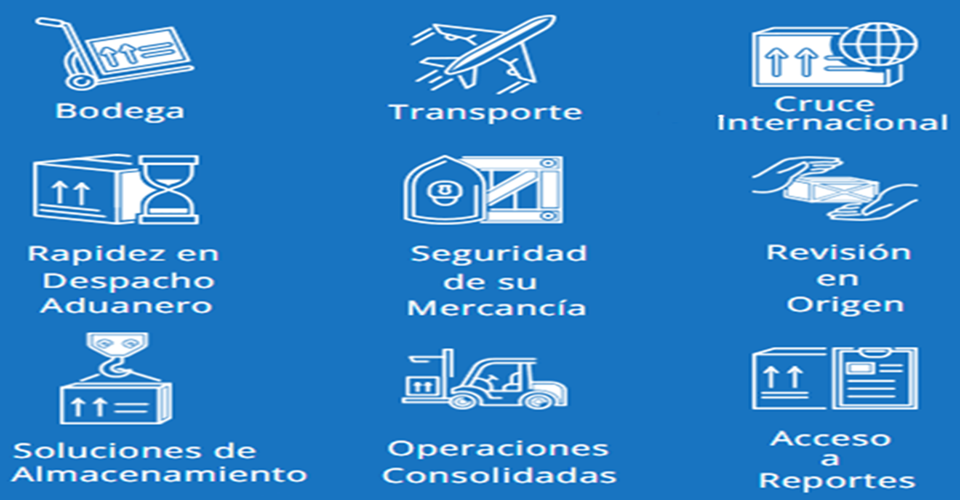 Bodega
Transporte
Cruce
Internacional
Rapidez en
Despacho
Aduanero
Seguridad
de su
Mercancía
Revisión
en
Origen
Soluciones de
Almacenamiento
Operaciones
Consolidadas
Acceso
a
Reportes